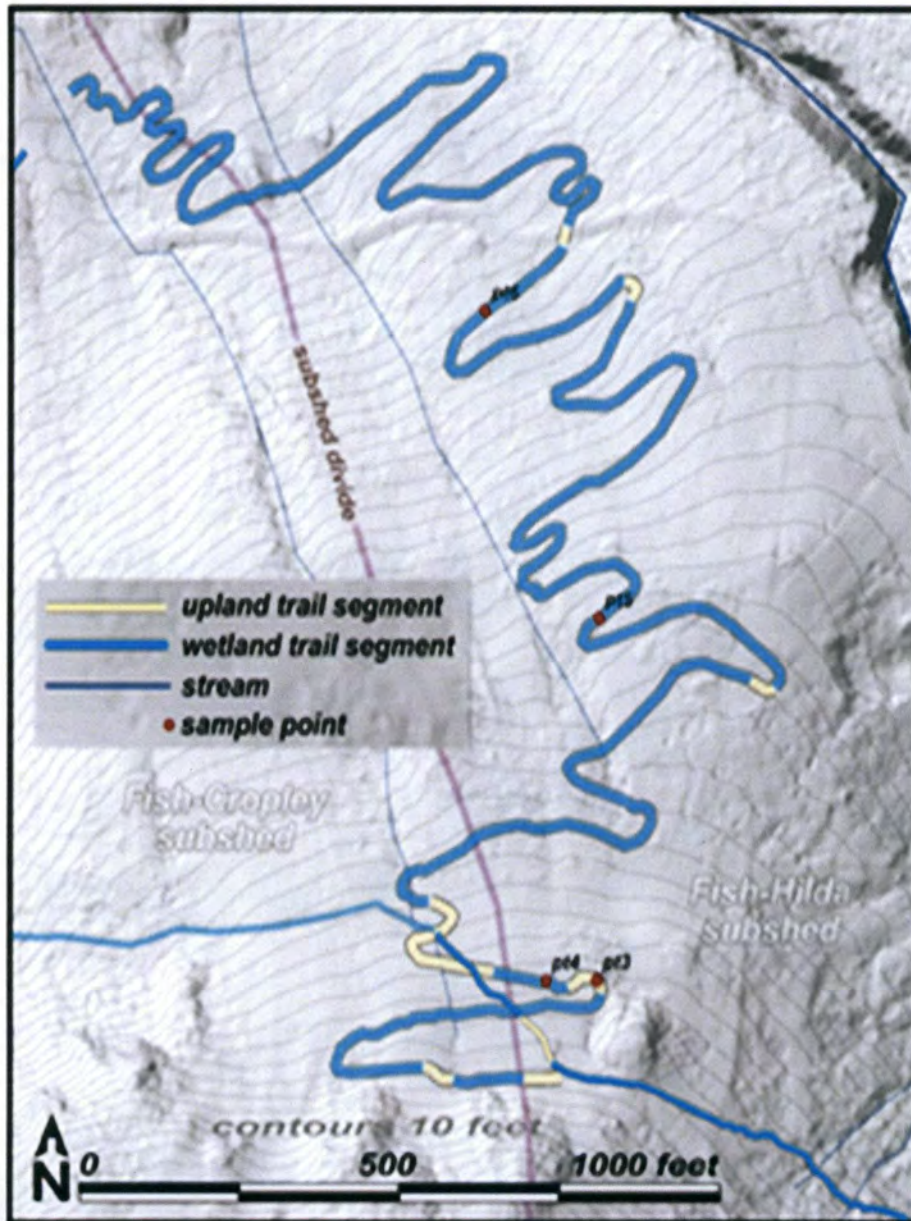 subshed divide
upland trail segment
wetland trail segment
stream
sample point
Fish-Cropley
subshed
Fish-Hilda
subshed
pt5
pt4
pt3
contours 10 feet
N
0
500
1000 feet